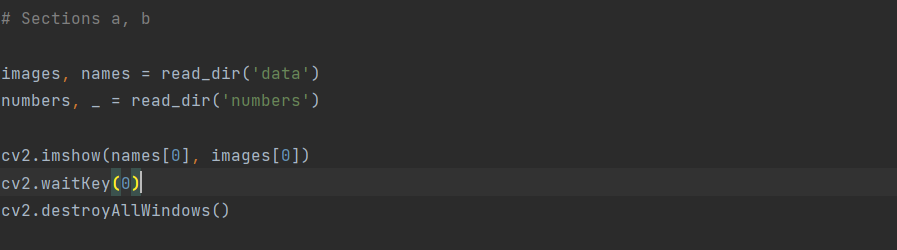 # Sections a, b
images, names = read_dir('data')
numbers, _ = read_dir('numbers')
cv2.imshow(names[0], images[0])
cv2.waitKey(0)
cv2.destroyAllWindows()